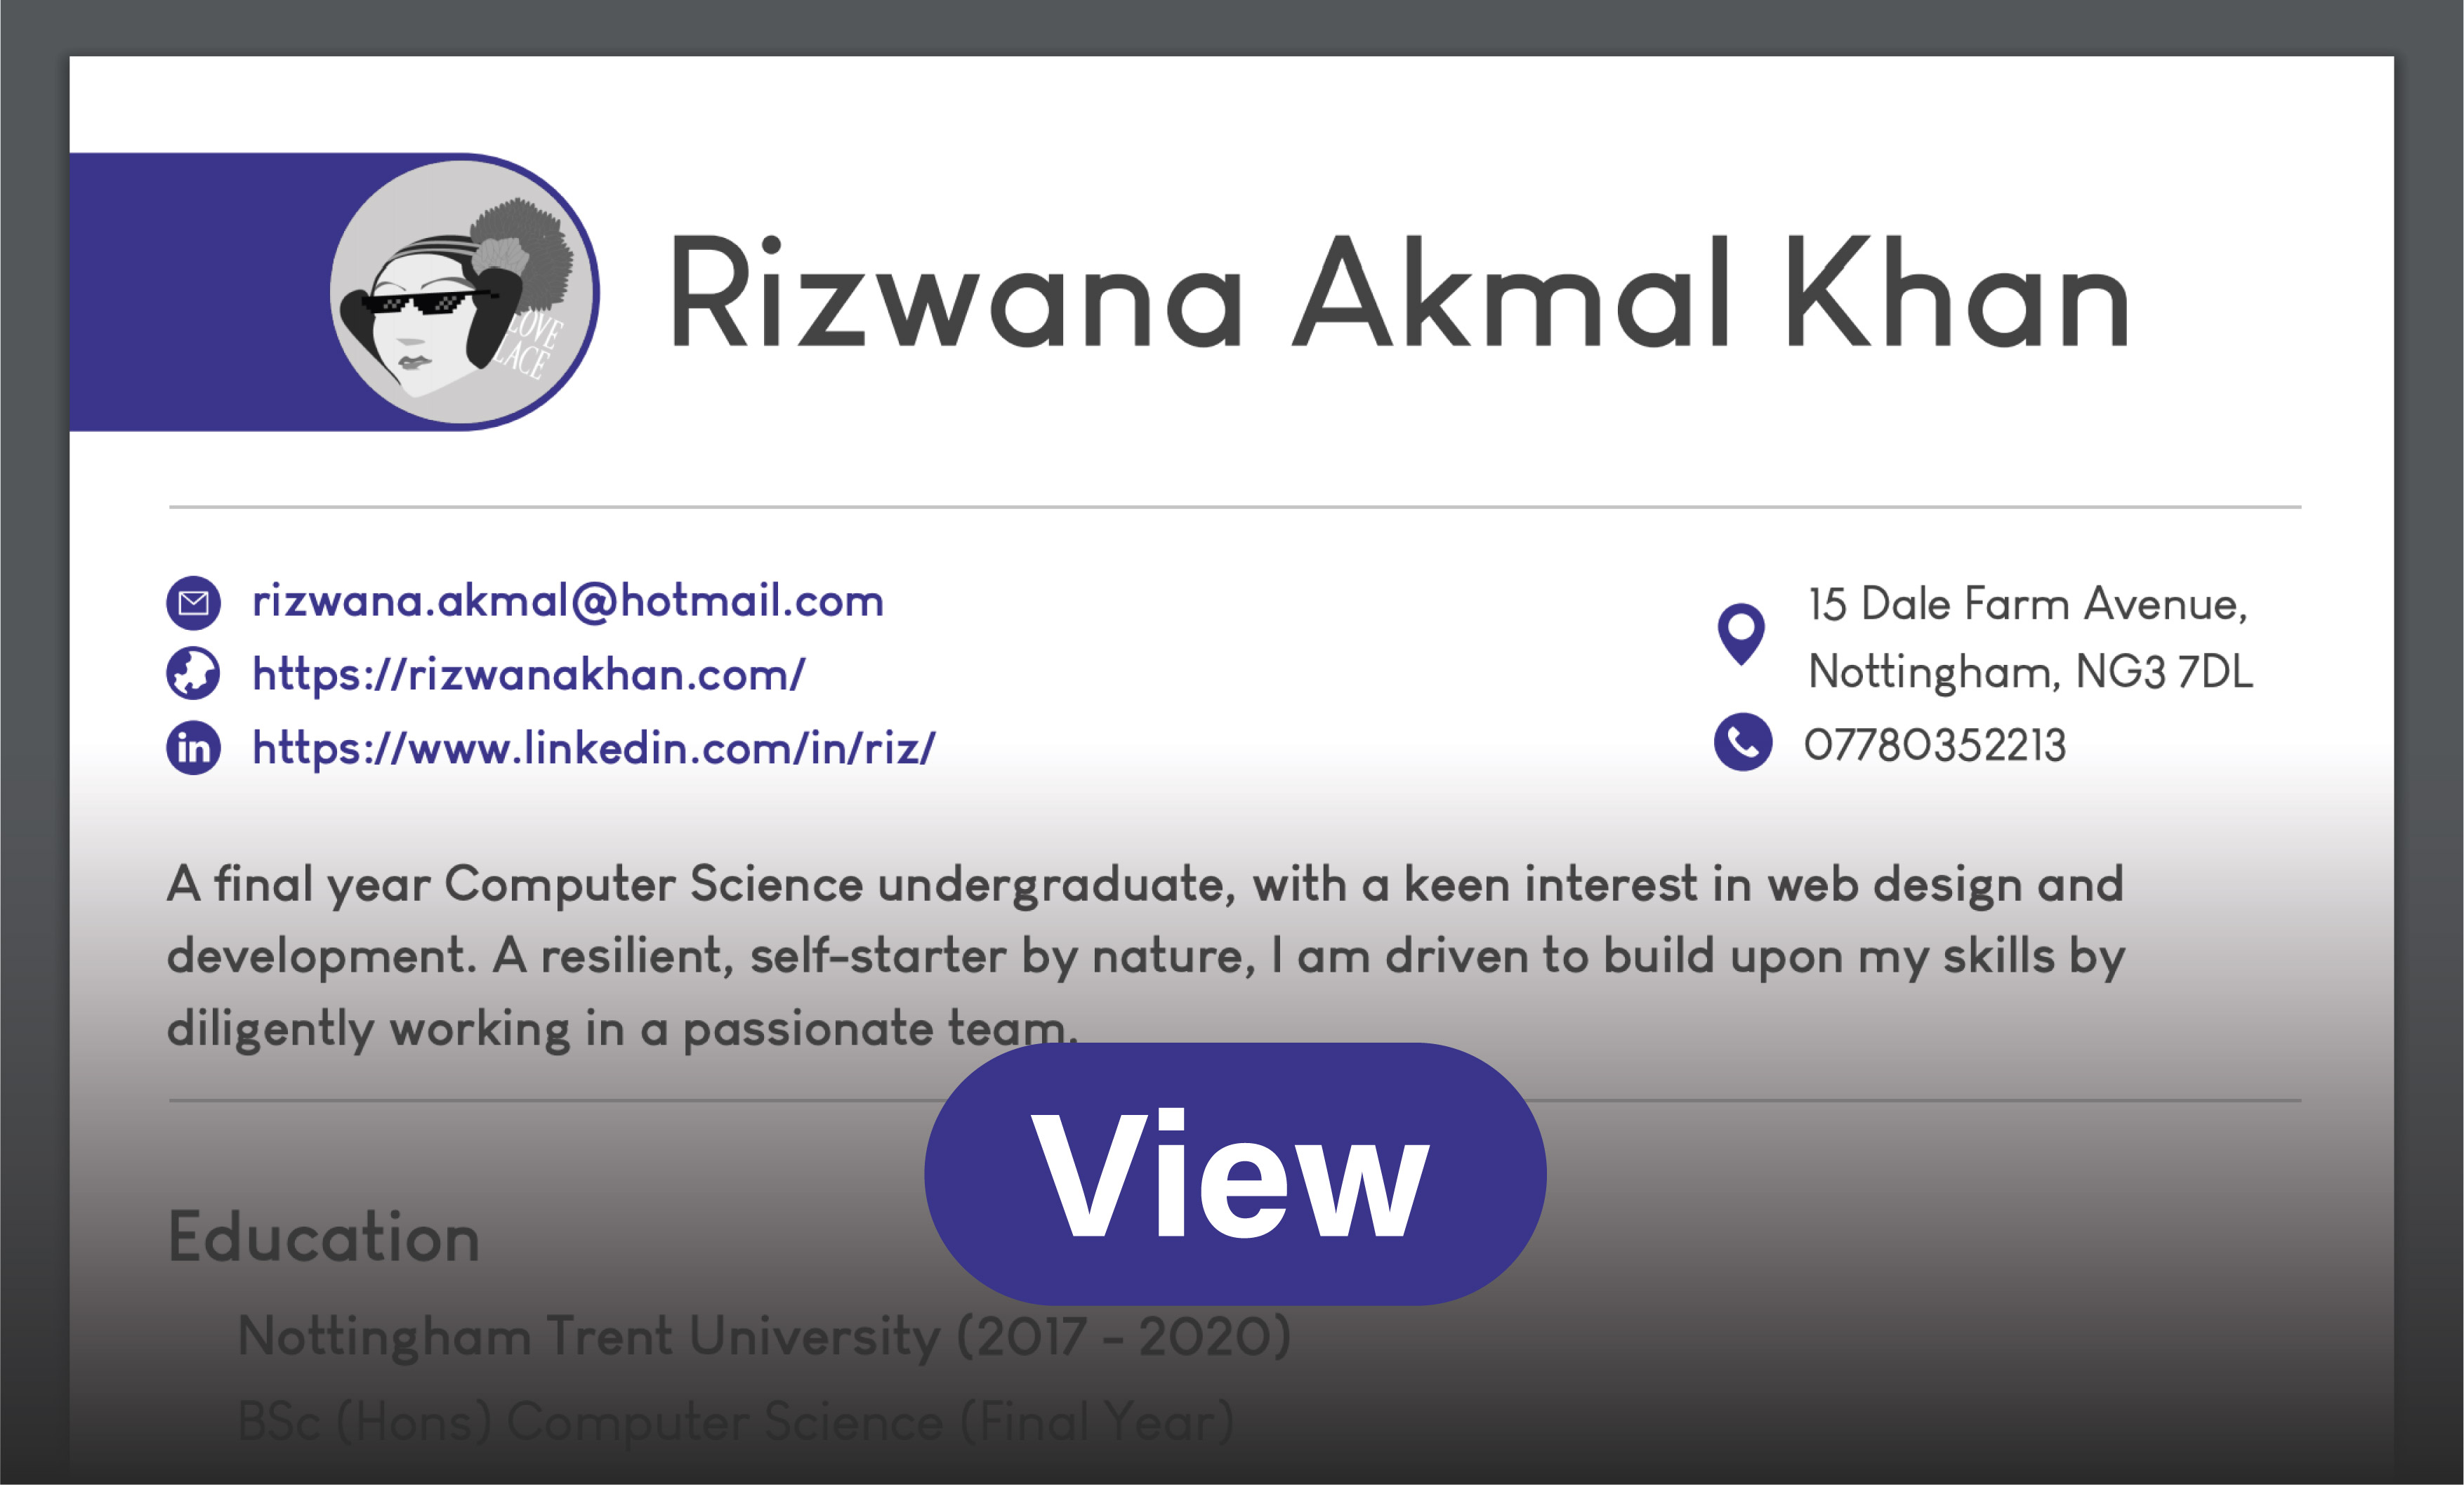 LOVE
LACE
Rizwana Akmal Khan
rizwana.akmal@hotmail.com
https://rizwanakhan.com/
https://www.linkedin.com/in/riz/
15 Dale Farm Avenue,
Nottingham, NG3 7DL
07780352213
A final year Computer Science undergraduate, with a keen interest in web design and
development. A resilient, self-starter by nature, I am driven to build upon my skills by
diligently working in a passionate team.
View
Education
Nottingham Trent University (2017 - 2020)
BSc (Hons) Computer Science (Final Year)